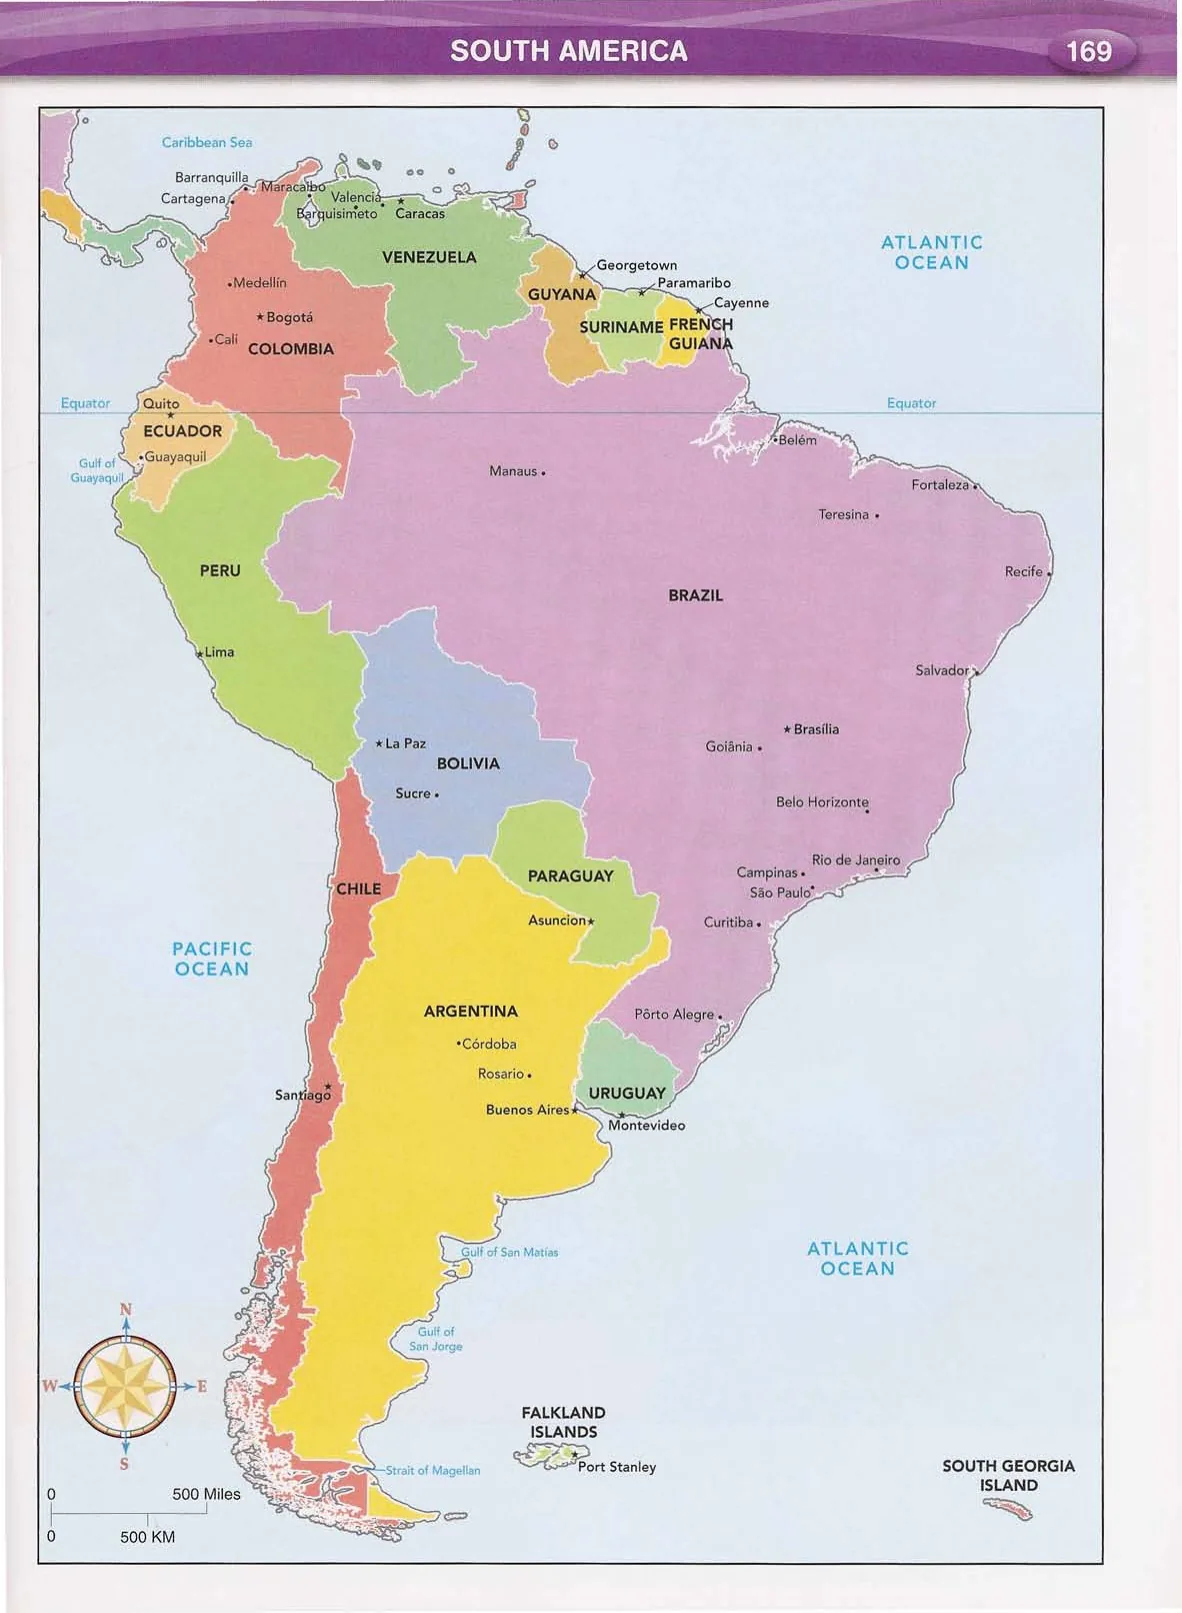 SOUTH AMERICA
169
Caribbean Sea
Barranquilla
Maracaibo
Cartagena
Valencia
Barquisimeto
Caracas
ATLANTIC
OCEAN
VENEZUELA
Georgetown
Medellín
Paramaribo
GUYANA
Cayenne
Bogotá
SURINAME
FRENCH
GUIANA
Cali
COLOMBIA
Equator
Quito
Equator
ECUADOR
Belém
Guayaquil
Gulf of
Guayaquil
Manaus
Fortaleza
Teresina
PERU
Recife
BRAZIL
Lima
Salvador
Brasília
La Paz
Goiânia
BOLIVIA
Sucre
Belo Horizonte
Rio de Janeiro
Campinas
PARAGUAY
CHILE
São Paulo
Asuncion
Curitiba
PACIFIC
OCEAN
ARGENTINA
Pôrto Alegre
Córdoba
Rosario
Santiago
URUGUAY
Buenos Aires
Montevideo
Gulf of San Matías
ATLANTIC
OCEAN
N
Gulf of
San Jorge
W
E
FALKLAND
ISLANDS
S
Port Stanley
Strait of Magellan
SOUTH GEORGIA
ISLAND
0
500 Miles
0
500 KM